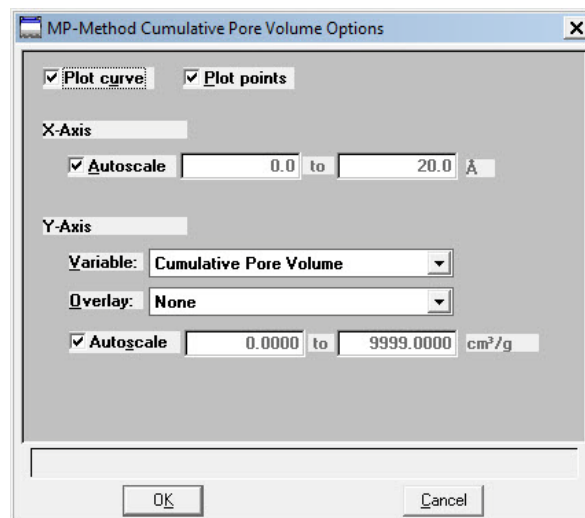 MP-Method Cumulative Pore Volume Options
Plot curve Plot points
X-Axis
Autoscale 0.0 to 20.0 Å
Y-Axis
Variable: Cumulative Pore Volume
Overlay: None
Autoscale 0.0000 to 9999.0000 cm³/g
OK Cancel